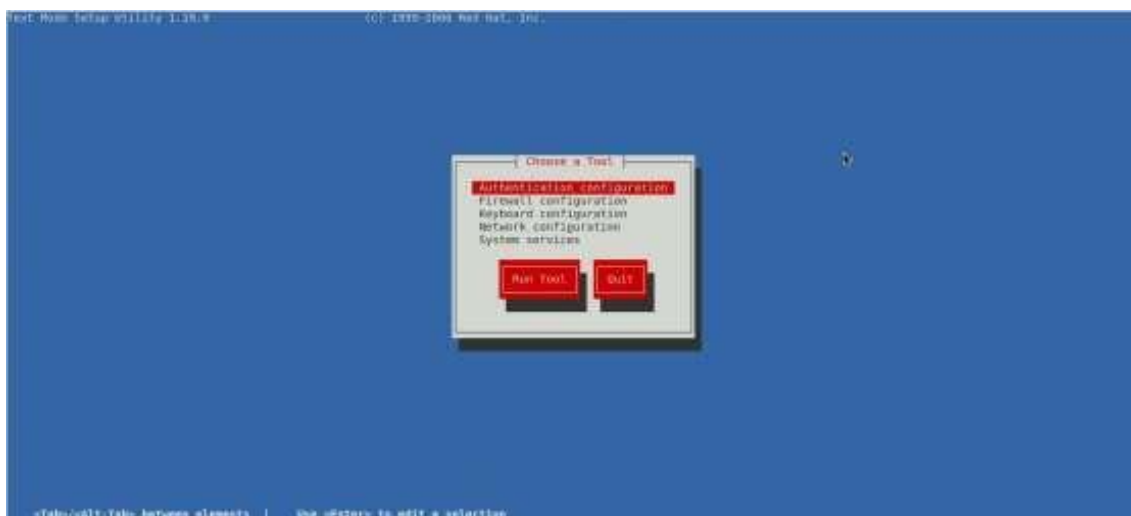 Text Mode Setup Utility 1.19.9 (C) 1999-2006 Red Hat, Inc.
Choose a Tool
Authentication configuration
Firewall configuration
Keyboard configuration
Network configuration
System services
Run Tool Quit
<Tab>/<Alt-Tab> between elements | Use <Enter> to edit a selection